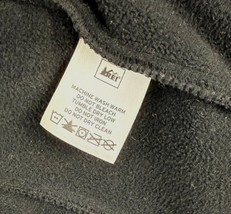 REI
MACHINE WASH WARM
DO NOT BLEACH
TUMBLE DRY LOW
DO NOT IRON
DO NOT DRY CLEAN